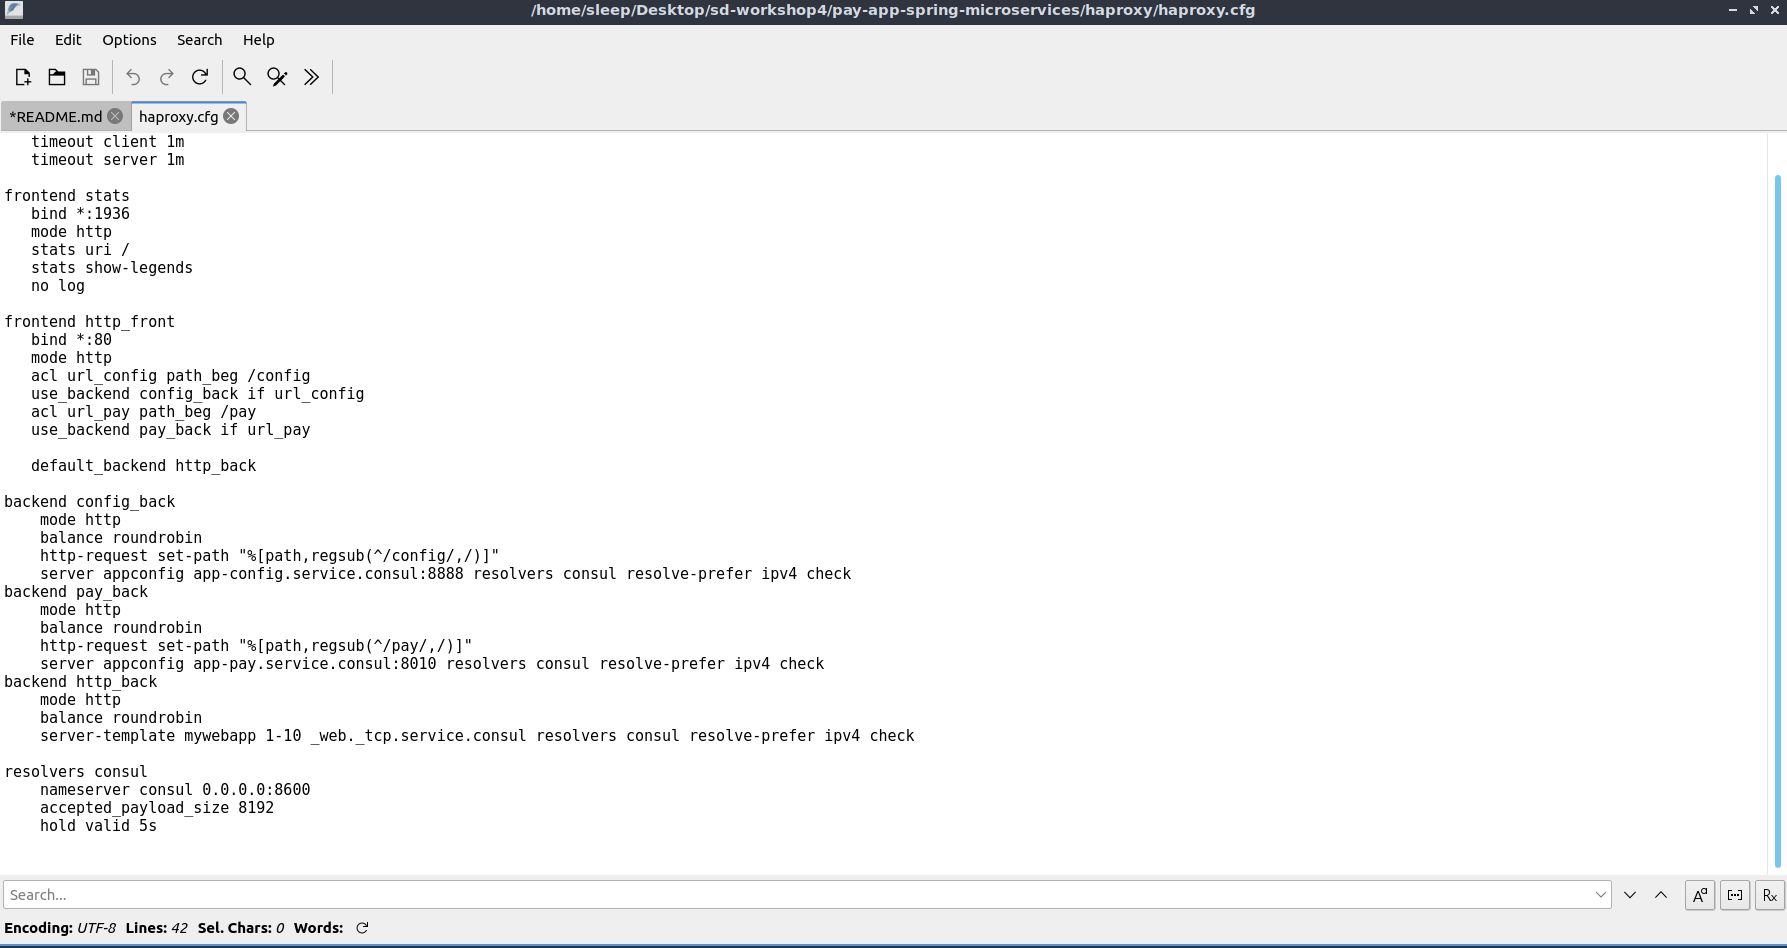 /home/sleep/Desktop/sd-workshop4/pay-app-spring-microservices/haproxy/haproxy.cfg
File Edit Options Search Help
*README.md haproxy.cfg
timeout client 1m
timeout server 1m
frontend stats
bind *:1936
mode http
stats uri /
stats show-legends
no log
frontend http_front
bind *:80
mode http
acl url_config path_beg /config
use_backend config_back if url_config
acl url_pay path_beg /pay
use_backend pay_back if url_pay
default_backend http_back
backend config_back
mode http
balance roundrobin
http-request set-path "%[path,regsub(^/config/,/)]"
server appconfig app-config.service.consul:8888 resolvers consul resolve-prefer ipv4 check
backend pay_back
mode http
balance roundrobin
http-request set-path "%[path,regsub(^/pay/,/)]"
server appconfig app-pay.service.consul:8010 resolvers consul resolve-prefer ipv4 check
backend http_back
mode http
balance roundrobin
server-template mywebapp 1-10 _web._tcp.service.consul resolvers consul resolve-prefer ipv4 check
resolvers consul
nameserver consul 0.0.0.0:8600
accepted_payload_size 8192
hold valid 5s
Search...
Encoding: UTF-8 Lines: 42 Sel. Chars: 0 Words: